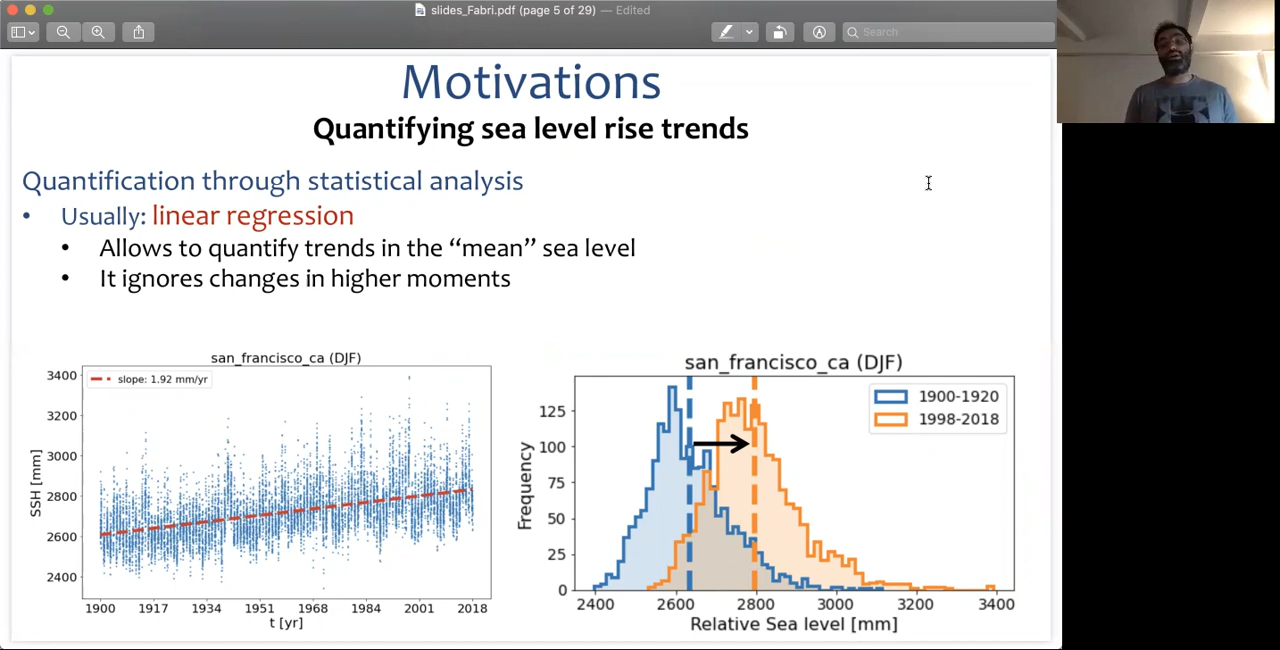 slides_Fabri.pdf (page 5 of 29) — Edited
Search
Motivations
Quantifying sea level rise trends
Quantification through statistical analysis
• Usually: linear regression
• Allows to quantify trends in the “mean” sea level
• It ignores changes in higher moments
san_francisco_ca (DJF)
slope: 1.92 mm/yr
3400
3200
3000
2800
2600
2400
SSH [mm]
1900 1917 1934 1951 1968 1984 2001 2018
t [yr]
san_francisco_ca (DJF)
1900-1920
1998-2018
125
100
75
50
25
0
Frequency
2400 2600 2800 3000 3200 3400
Relative Sea level [mm]